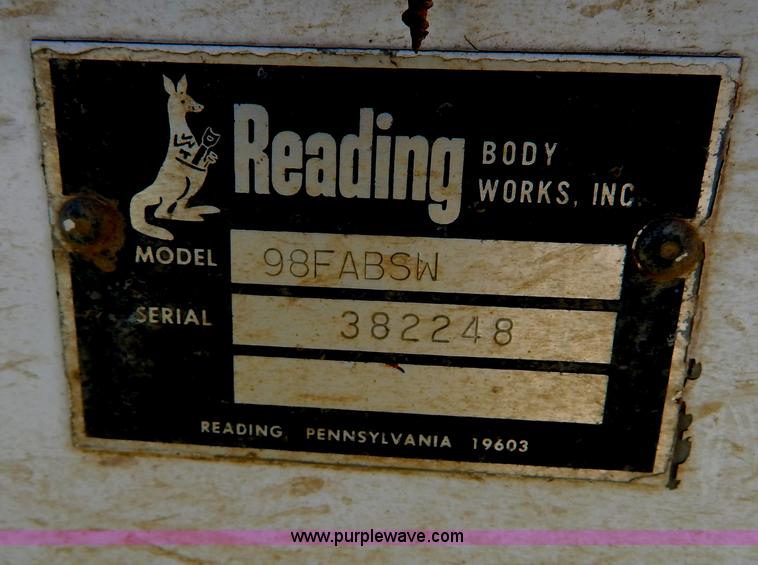 Reading BODY
WORKS, INC
MODEL 98FABSW
SERIAL 382248
READING, PENNSYLVANIA 19603
www.purplewave.com